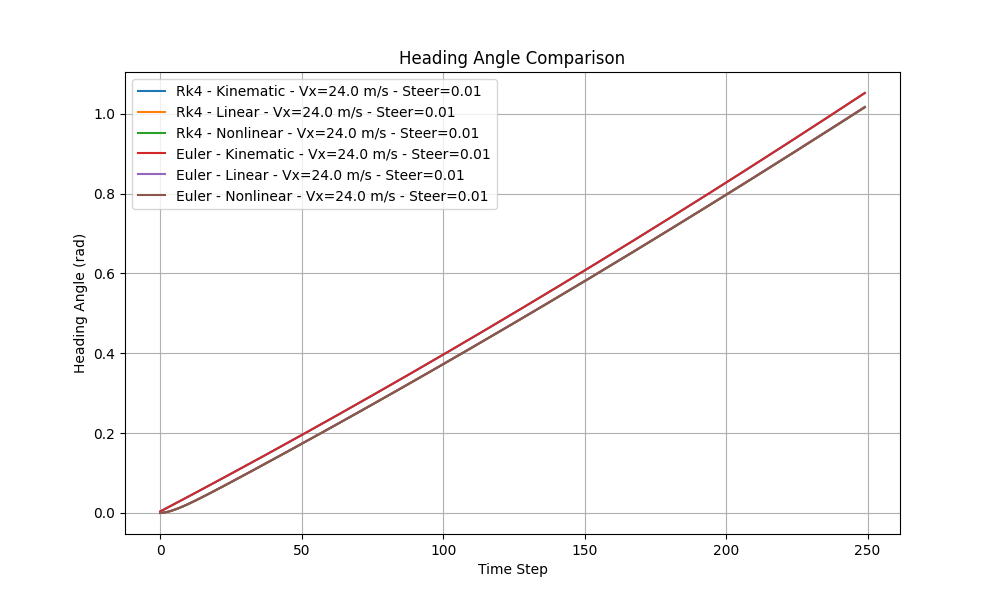 Heading Angle Comparison
Rk4 - Kinematic - Vx=24.0 m/s - Steer=0.01
Rk4 - Linear - Vx=24.0 m/s - Steer=0.01
Rk4 - Nonlinear - Vx=24.0 m/s - Steer=0.01
Euler - Kinematic - Vx=24.0 m/s - Steer=0.01
Euler - Linear - Vx=24.0 m/s - Steer=0.01
Euler - Nonlinear - Vx=24.0 m/s - Steer=0.01
Heading Angle (rad)
1.0
0.8
0.6
0.4
0.2
0.0
0 50 100 150 200 250
Time Step